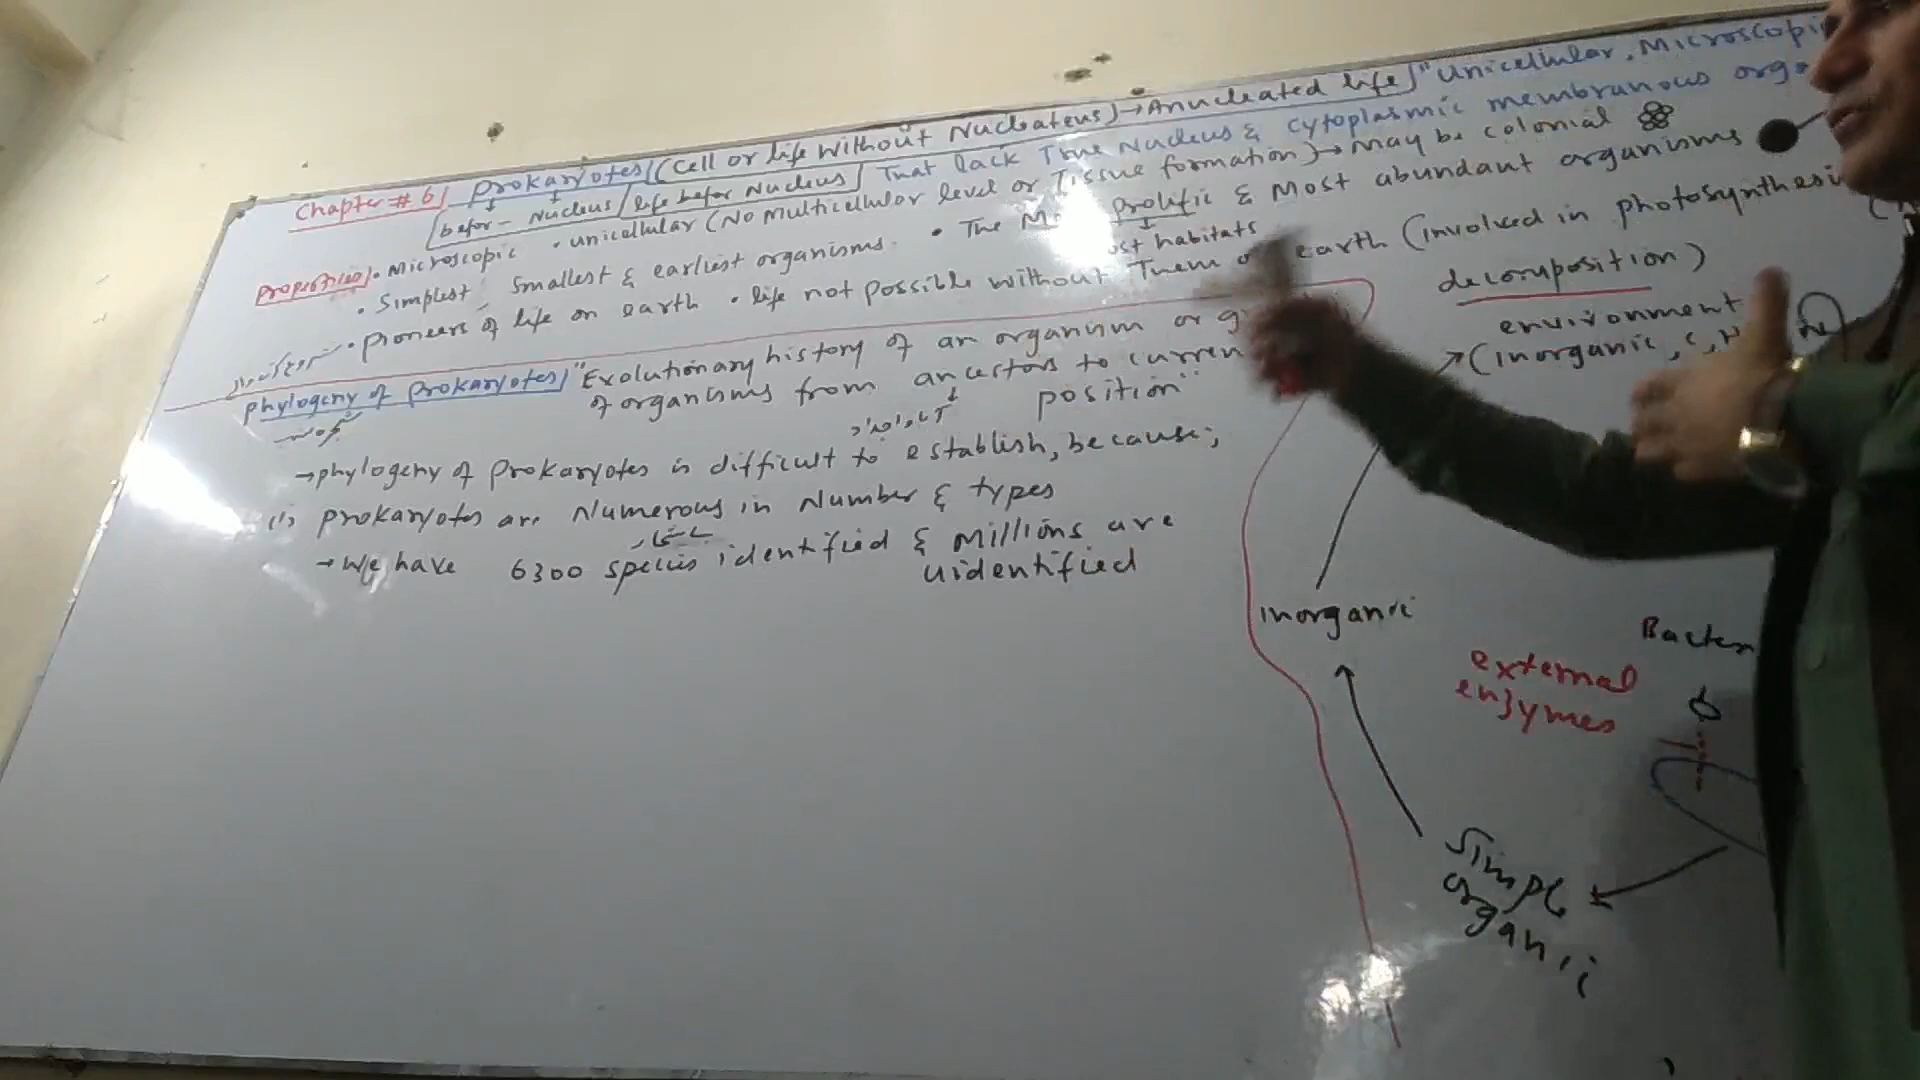 Chapter # 6/ Prokaryotes/(Cell or life Without Nucleateus)→Anucleated life/"Unicellular, Microscopic
befor- Nucleus/life befor Nucleus/ That lack True Nucleus & cytoplasmic membranous orga
Properties/• Microscopic • unicellular (No Multicellular level or Tissue formation)→ May be colonial
• Simplest, Smallest & earliest organisms. • The Most prolific & Most abundant organisms
ost habitats
• Pioneers of life on earth • life not possible without Them on earth (involved in photosynthesi
decomposition)
Phylogeny of Prokaryotes/"Evolutionary history of an organism or g
of organisms from ancestors to curren
position"
→phylogeny of Prokaryotes is difficult to establish, because;
(1) Prokaryotes are Numerous in Number & types
→We have 6300 species identified & Millions are
uidentified
environment
(inorganic, C, H
inorganic
Bacter
external
enzymes
Simple
organic